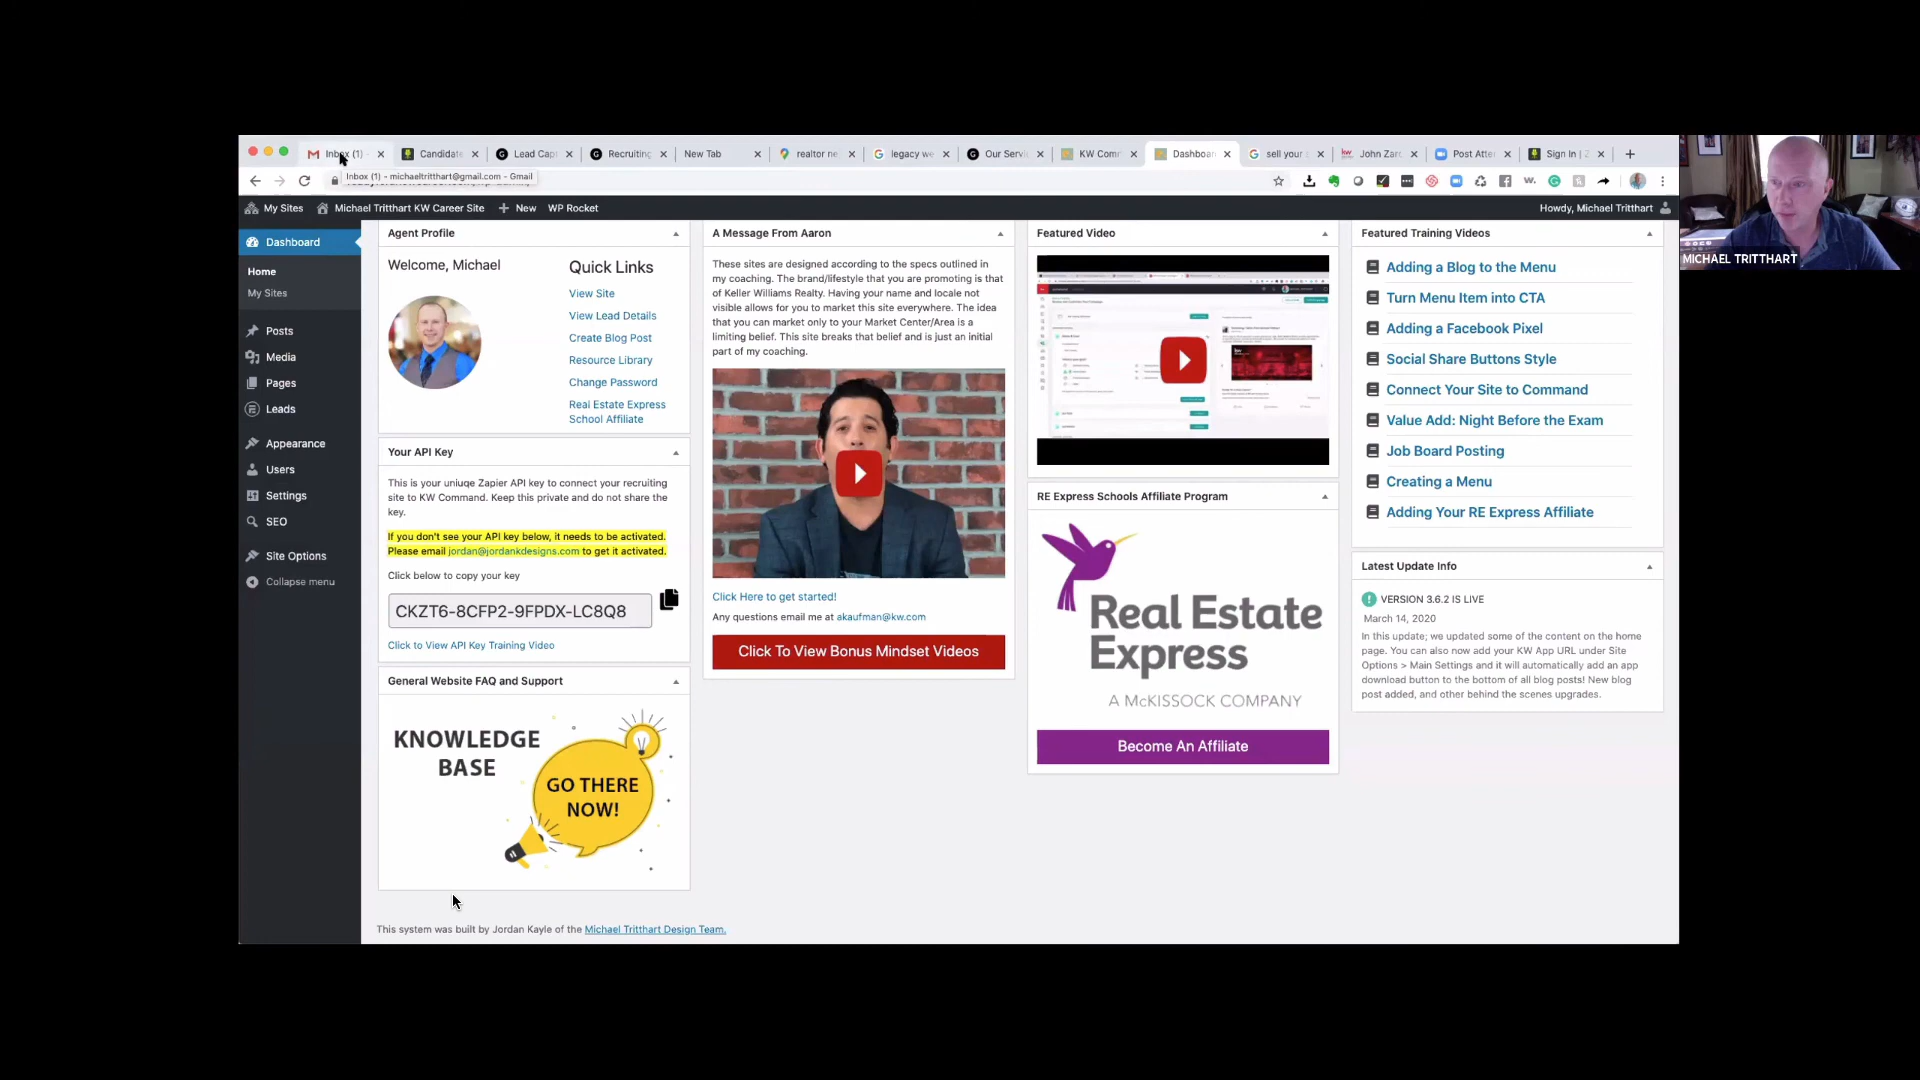 Inbox (1)
Candidate
Lead Cap
Recruiting
New Tab
realtor ne
legacy we
Our Servi
KW Com
Dashboar
sell your
John Zar
Post Atte
Sign In | Z
Inbox (1) - michaeltritthart@gmail.com - Gmail
My Sites
Michael Tritthart KW Career Site
New
WP Rocket
Howdy, Michael Tritthart
MICHAEL TRITTHART
Dashboard
Home
My Sites
Posts
Media
Pages
Leads
Appearance
Users
Settings
SEO
Site Options
Collapse menu
Agent Profile
Welcome, Michael
Quick Links
View Site
View Lead Details
Create Blog Post
Resource Library
Change Password
Real Estate Express
School Affiliate
Your API Key
This is your uniuqe Zapier API key to connect your recruiting
site to KW Command. Keep this private and do not share the
key.
If you don't see your API key below, it needs to be activated.
Please email jordan@jordankdesigns.com to get it activated.
Click below to copy your key
CKZT6-8CFP2-9FPDX-LC8Q8
Click to View API Key Training Video
General Website FAQ and Support
KNOWLEDGE
BASE
GO THERE
NOW!
This system was built by Jordan Kayle of the Michael Tritthart Design Team.
A Message From Aaron
These sites are designed according to the specs outlined in
my coaching. The brand/lifestyle that you are promoting is that
of Keller Williams Realty. Having your name and locale not
visible allows for you to market this site everywhere. The idea
that you can market only to your Market Center/Area is a
limiting belief. This site breaks that belief and is just an initial
part of my coaching.
Click Here to get started!
Any questions email me at akaufman@kw.com
Click To View Bonus Mindset Videos
Featured Video
RE Express Schools Affiliate Program
Real Estate
Express
A McKISSOCK COMPANY
Become An Affiliate
Featured Training Videos
Adding a Blog to the Menu
Turn Menu Item into CTA
Adding a Facebook Pixel
Social Share Buttons Style
Connect Your Site to Command
Value Add: Night Before the Exam
Job Board Posting
Creating a Menu
Adding Your RE Express Affiliate
Latest Update Info
VERSION 3.6.2 IS LIVE
March 14, 2020
In this update; we updated some of the content on the home
page. You can also now add your KW App URL under Site
Options > Main Settings and it will automatically add an app
download button to the bottom of all blog posts! New blog
post added, and other behind the scenes upgrades.